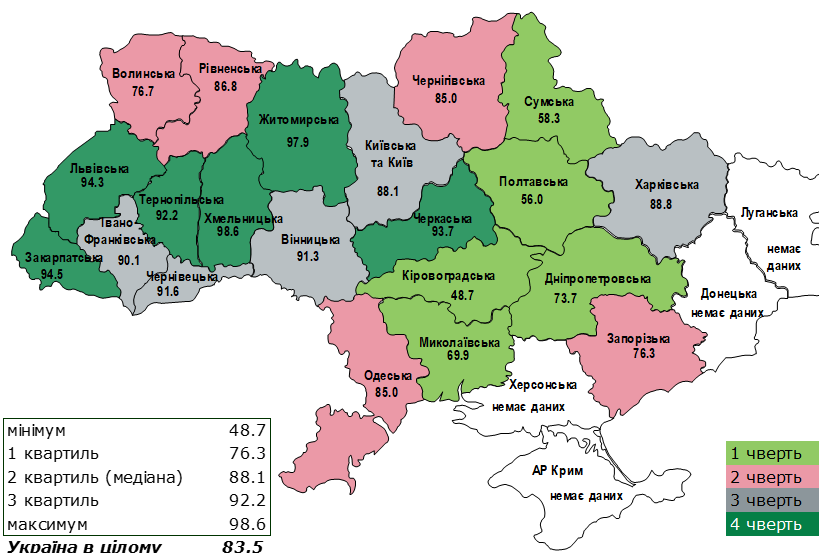 Волинська
76.7
Рівненська
86.8
Житомирська
97.9
Київська
та Київ
88.1
Чернігівська
85.0
Сумська
58.3
Львівська
94.3
Тернопільська
92.2
Хмельницька
98.6
Івано
Франківська
90.1
Закарпатська
94.5
Чернівецька
91.6
Вінницька
91.3
Черкаська
93.7
Полтавська
56.0
Харківська
88.8
Луганська
немає
даних
Кіровоградська
48.7
Дніпропетровська
73.7
Донецька
немає даних
Миколаївська
69.9
Запорізька
76.3
Одеська
85.0
Херсонська
немає даних
АР Крим
немає даних
мінімум 48.7
1 квартиль 76.3
2 квартиль (медіана) 88.1
3 квартиль 92.2
максимум 98.6
Україна в цілому 83.5
1 чверть
2 чверть
3 чверть
4 чверть